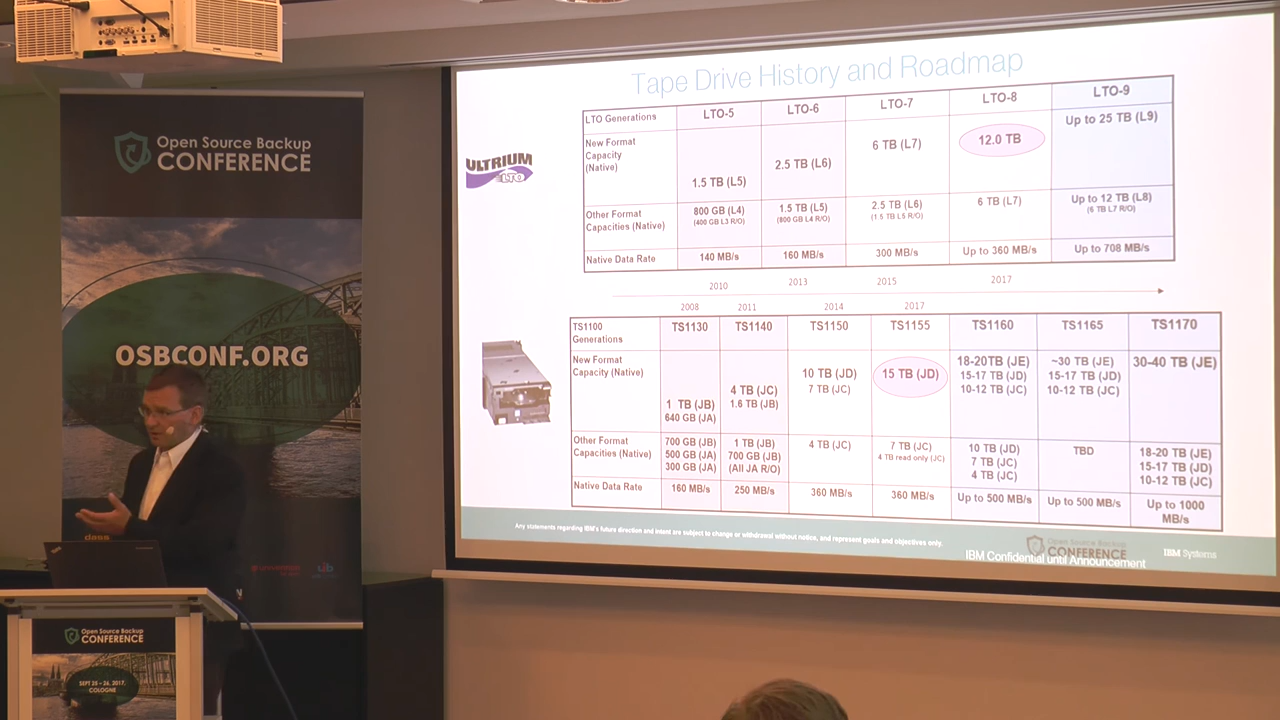 Open Source Backup
CONFERENCE
OSBCONF.ORG
class
Open Source Backup
CONFERENCE
SEPT 25 - 26, 2017,
COLOGNE
Tape Drive History and Roadmap
ULTRIUM
LTO
LTO Generations LTO-5 LTO-6 LTO-7 LTO-8 LTO-9
New Format
Capacity
(Native)
1.5 TB (L5) 2.5 TB (L6) 6 TB (L7) 12.0 TB Up to 25 TB (L9)
Other Format
Capacities (Native)
800 GB (L4) 1.5 TB (L5) 2.5 TB (L6) 6 TB (L7) Up to 12 TB (L8)
(400 GB L3 R/O) (800 GB L4 R/O) (1.5 TB L5 R/O) (6 TB L7 R/O)
Native Data Rate 140 MB/s 160 MB/s 300 MB/s Up to 360 MB/s Up to 708 MB/s
2010 2013 2015 2017
2008 2011 2014 2017
TS1100
Generations
TS1130 TS1140 TS1150 TS1155 TS1160 TS1165 TS1170
New Format
Capacity (Native)
1 TB (JB) 4 TB (JC) 10 TB (JD) 15 TB (JD) 18-20TB (JE) ~30 TB (JE) 30-40 TB (JE)
640 GB (JA) 1.6 TB (JB) 7 TB (JC) 15-17 TB (JD) 15-17 TB (JD)
10-12 TB (JC) 10-12 TB (JC)
Other Format
Capacities (Native)
700 GB (JB) 1 TB (JB) 4 TB (JC) 7 TB (JC) 10 TB (JD) TBD 18-20 TB (JE)
500 GB (JA) 700 GB (JB) 4 TB read only (JC) 7 TB (JC) 15-17 TB (JD)
300 GB (JA) (All JA R/O) 4 TB (JC) 10-12 TB (JC)
Native Data Rate 160 MB/s 250 MB/s 360 MB/s 360 MB/s Up to 500 MB/s Up to 500 MB/s Up to 1000
MB/s
Any statements regarding IBM's future direction and intent are subject to change or withdrawal without notice, and represent goals and objectives only.
Open Source Backup
CONFERENCE
IBM Confidential until Announcement
IBM Systems